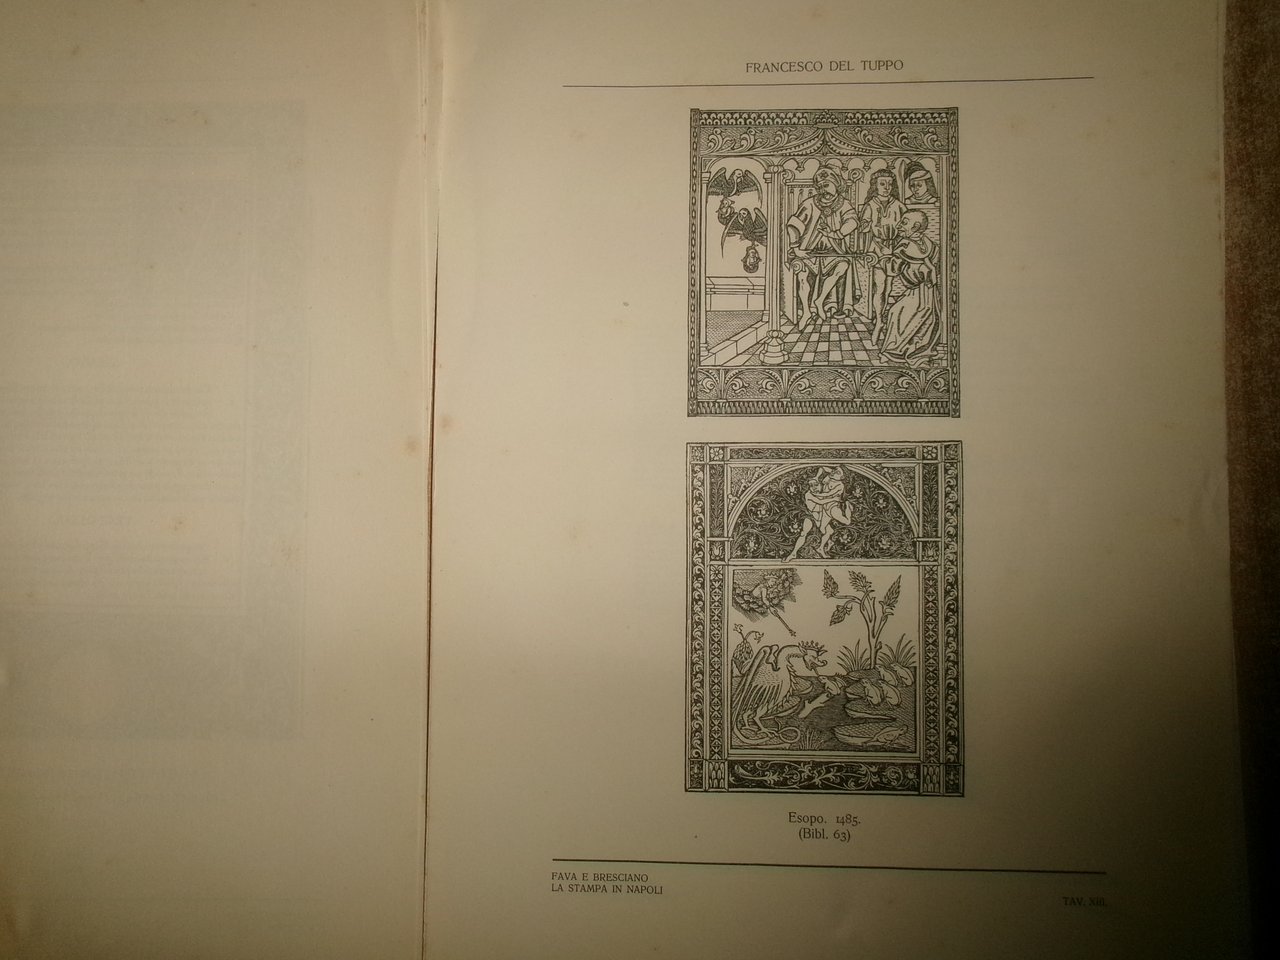 FRANCESCO DEL TUPPO
Esopo. 1485.
(Bibl. 63)
FAVA E BRESCIANO
LA STAMPA IN NAPOLI
TAV. XIII.